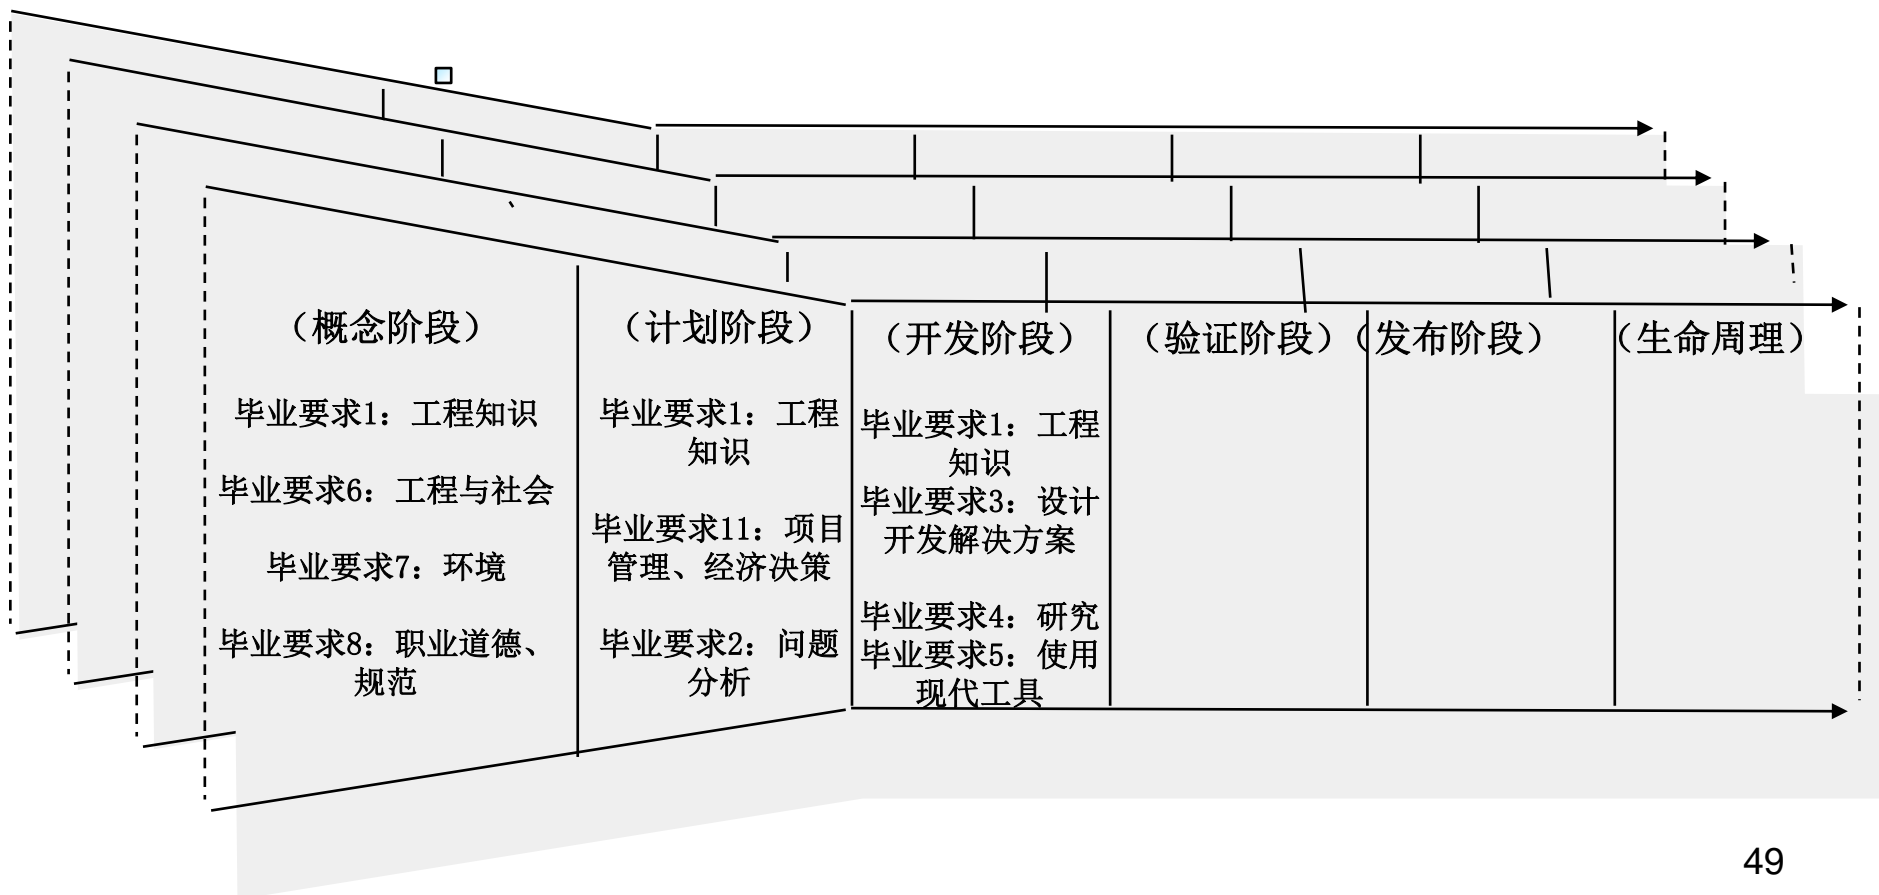 （概念阶段）
毕业要求1：工程知识
毕业要求6：工程与社会
毕业要求7：环境
毕业要求8：职业道德、
规范
（计划阶段）
毕业要求1：工程
知识
毕业要求11：项目
管理、经济决策
毕业要求2：问题
分析
（开发阶段）
毕业要求1：工程
知识
毕业要求3：设计
开发解决方案
毕业要求4：研究
毕业要求5：使用
现代工具
（验证阶段）
（发布阶段）
（生命周理）
49